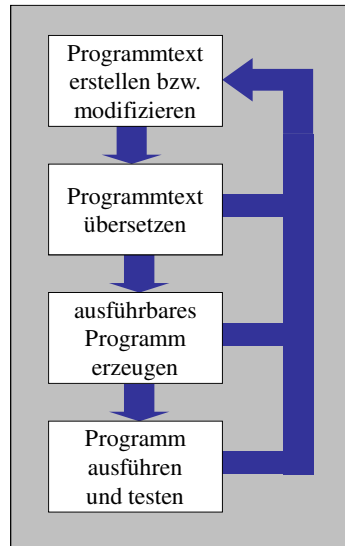 Programmtext
erstellen bzw.
modifizieren
Programmtext
übersetzen
ausführbares
Programm
erzeugen
Programm
ausführen
und testen